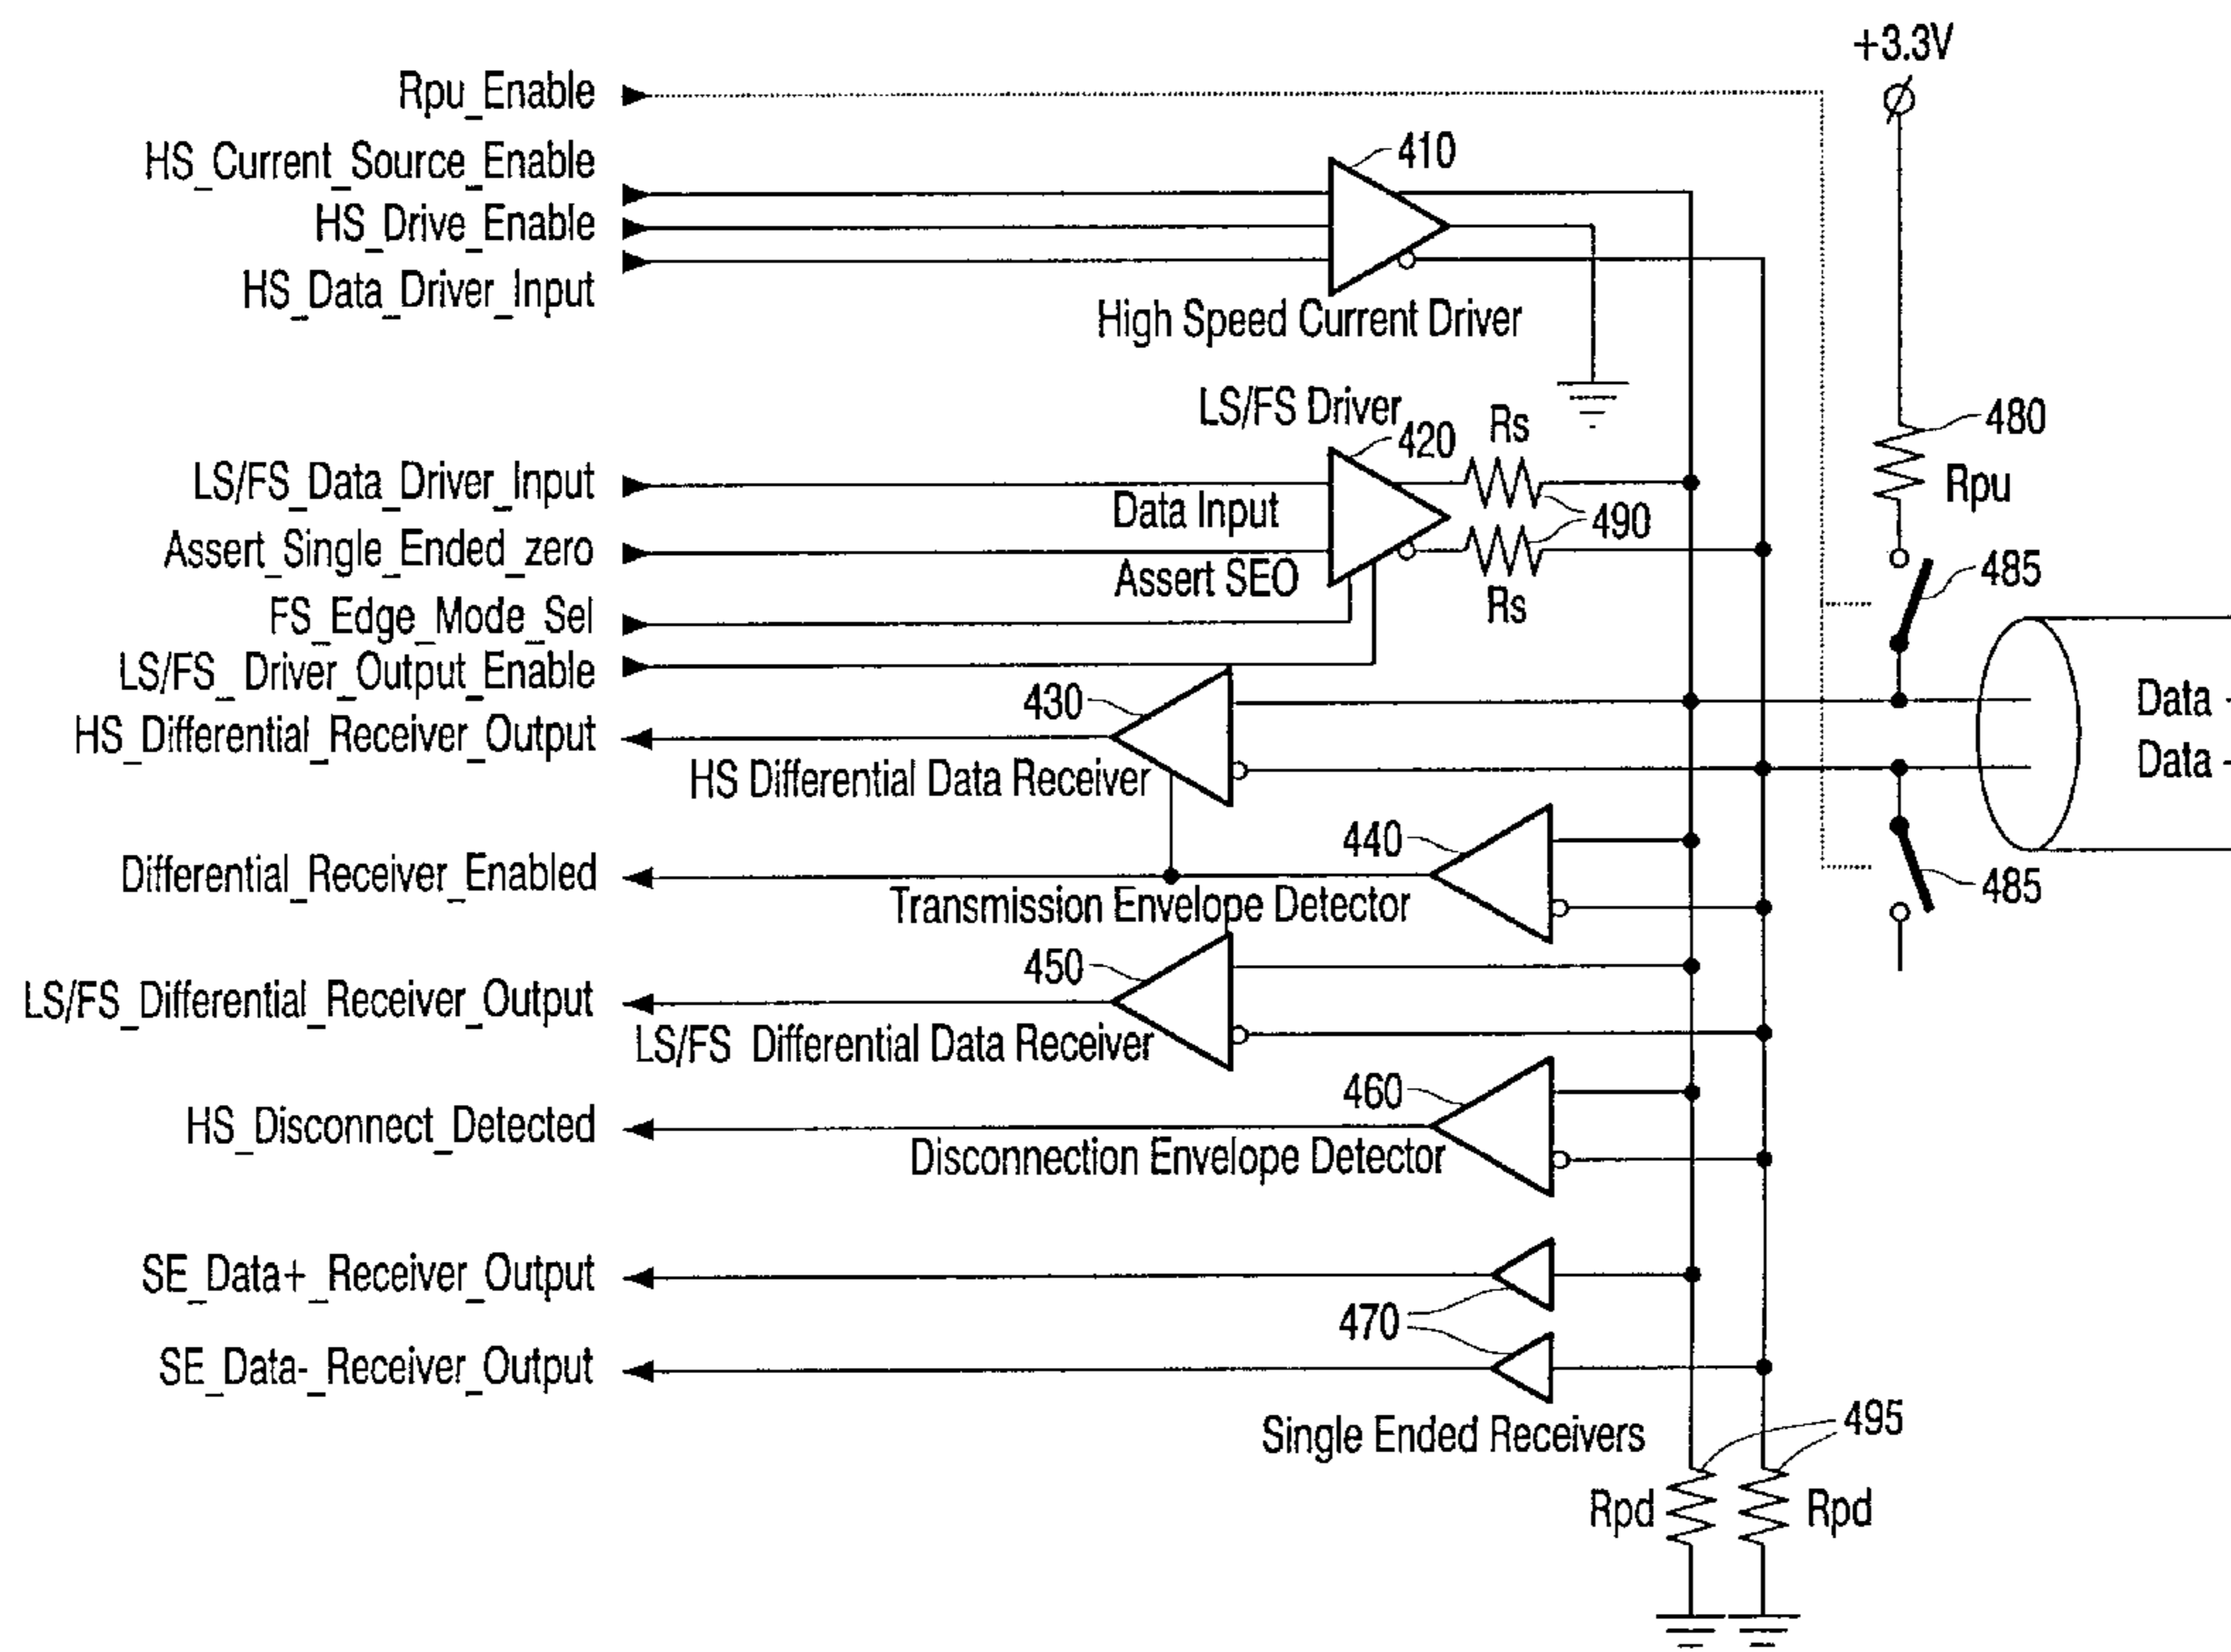 +3.3V
Rpu_Enable
HS_Current_Source_Enable
410
HS_Drive_Enable
HS_Data_Driver_Input
High Speed Current Driver
LS/FS Driver
420
Rs
480
LS/FS_Data_Driver_Input
Data Input
Rpu
490
Assert_Single_Ended_zero
Assert SEO
Rs
485
FS_Edge_Mode_Sel
LS/FS_ Driver_Output_Enable
430
Data -
HS_Differential_Receiver_Output
HS Differential Data Receiver
Data -
440
Differential_Receiver_Enabled
Transmission Envelope Detector
485
450
LS/FS_Differential_Receiver_Output
LS/FS Differential Data Receiver
460
HS_Disconnect_Detected
Disconnection Envelope Detector
SE_Data+_Receiver_Output
470
SE_Data-_Receiver_Output
Single Ended Receivers
495
Rpd
Rpd